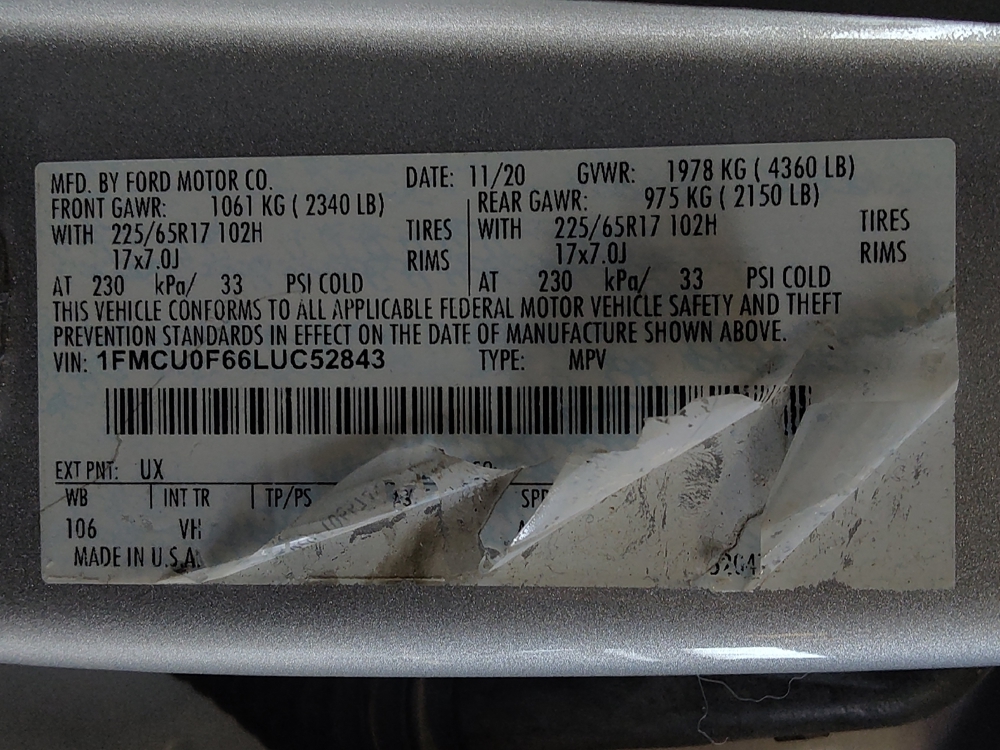 MFD. BY FORD MOTOR CO. DATE: 11/20 GVWR: 1978 KG ( 4360 LB)
FRONT GAWR: 1061 KG ( 2340 LB) REAR GAWR: 975 KG ( 2150 LB)
WITH 225/65R17 102H TIRES WITH 225/65R17 102H TIRES
17x7.0J RIMS 17x7.0J RIMS
AT 230 kPa/ 33 PSI COLD AT 230 kPa/ 33 PSI COLD
THIS VEHICLE CONFORMS TO ALL APPLICABLE FEDERAL MOTOR VEHICLE SAFETY AND THEFT
PREVENTION STANDARDS IN EFFECT ON THE DATE OF MANUFACTURE SHOWN ABOVE.
VIN: 1FMCU0F66LUC52843 TYPE: MPV
EXT PNT: UX
WB INT TR TP/PS
106 VH
MADE IN U.S.A.